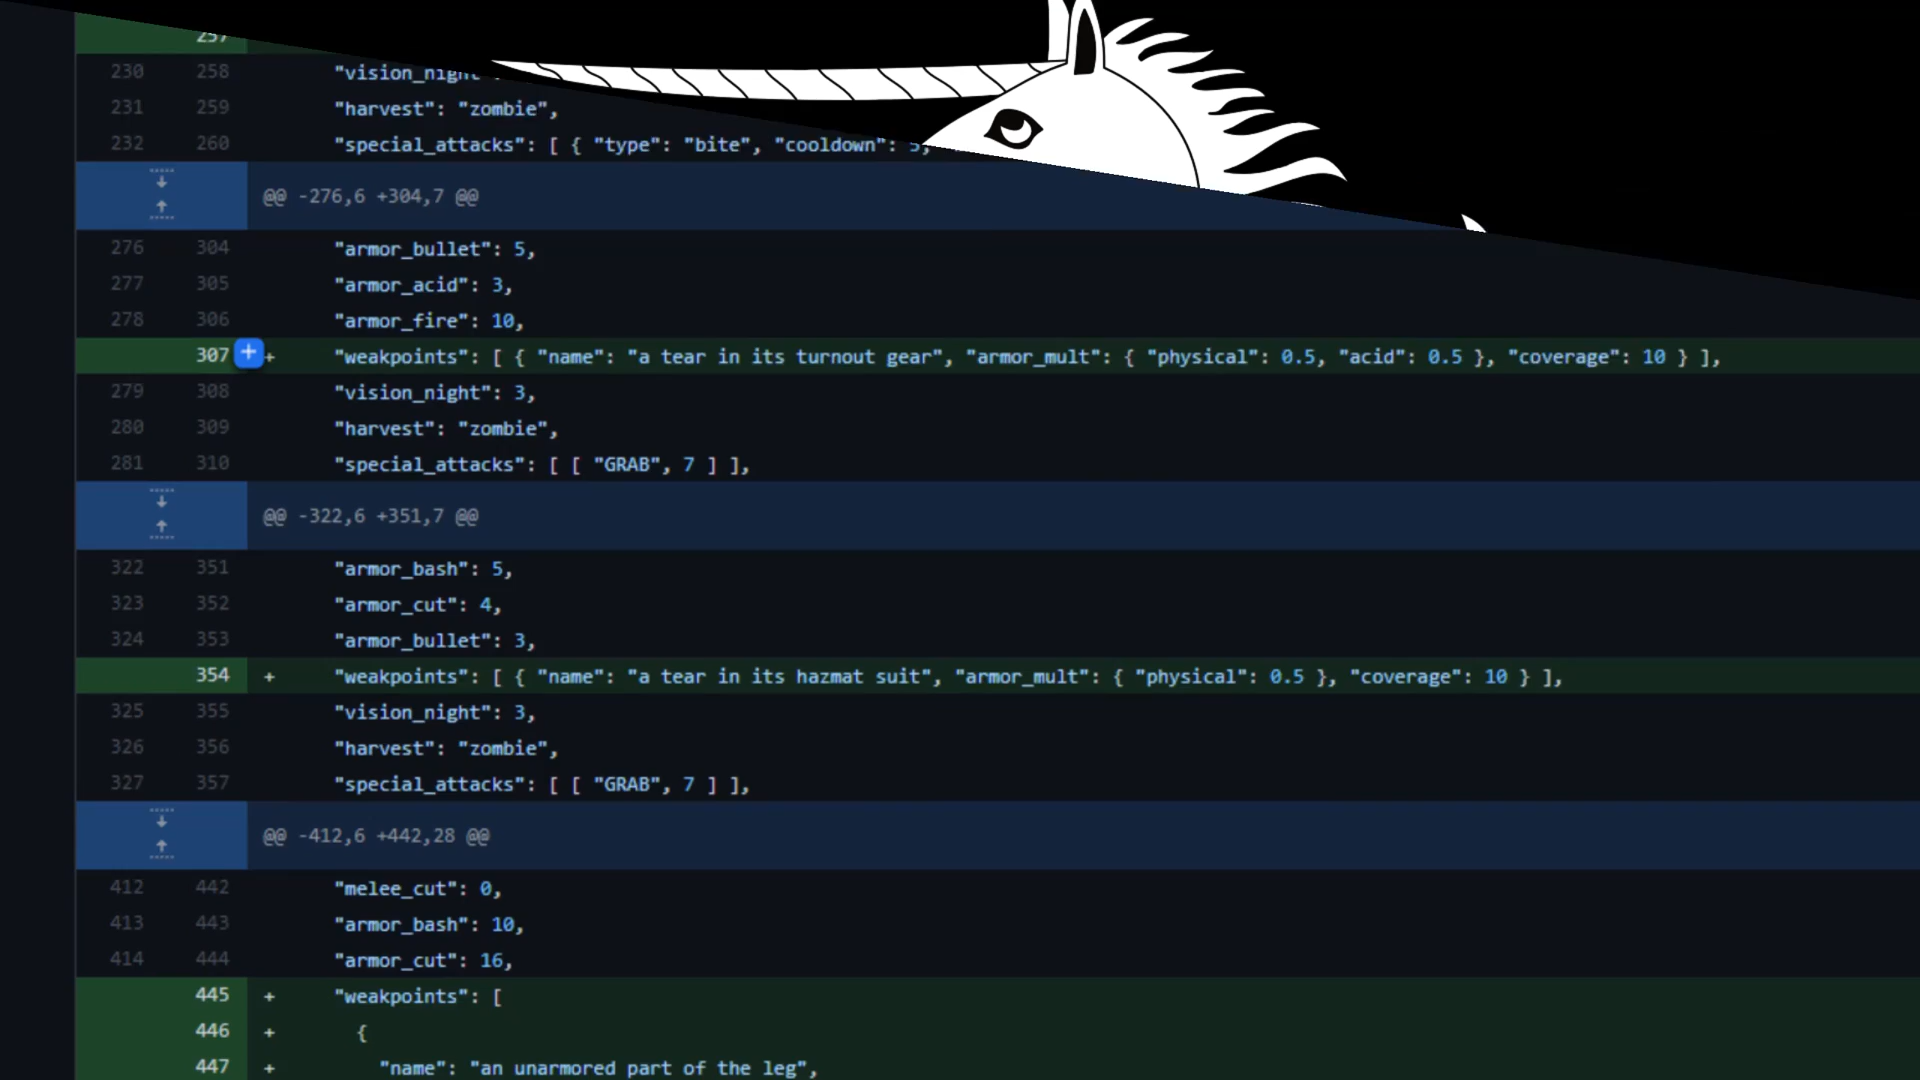 257
230 258 "vision_night
231 259 "harvest": "zombie",
232 260 "special_attacks": [ { "type": "bite", "cooldown": 5,
@@ -276,6 +304,7 @@
276 304 "armor_bullet": 5,
277 305 "armor_acid": 3,
278 306 "armor_fire": 10,
307 + + "weakpoints": [ { "name": "a tear in its turnout gear", "armor_mult": { "physical": 0.5, "acid": 0.5 }, "coverage": 10 } ],
279 308 "vision_night": 3,
280 309 "harvest": "zombie",
281 310 "special_attacks": [ [ "GRAB", 7 ] ],
@@ -322,6 +351,7 @@
322 351 "armor_bash": 5,
323 352 "armor_cut": 4,
324 353 "armor_bullet": 3,
354 + "weakpoints": [ { "name": "a tear in its hazmat suit", "armor_mult": { "physical": 0.5 }, "coverage": 10 } ],
325 355 "vision_night": 3,
326 356 "harvest": "zombie",
327 357 "special_attacks": [ [ "GRAB", 7 ] ],
@@ -412,6 +442,28 @@
412 442 "melee_cut": 0,
413 443 "armor_bash": 10,
414 444 "armor_cut": 16,
445 + "weakpoints": [
446 + {
447 + "name": "an unarmored part of the leg",